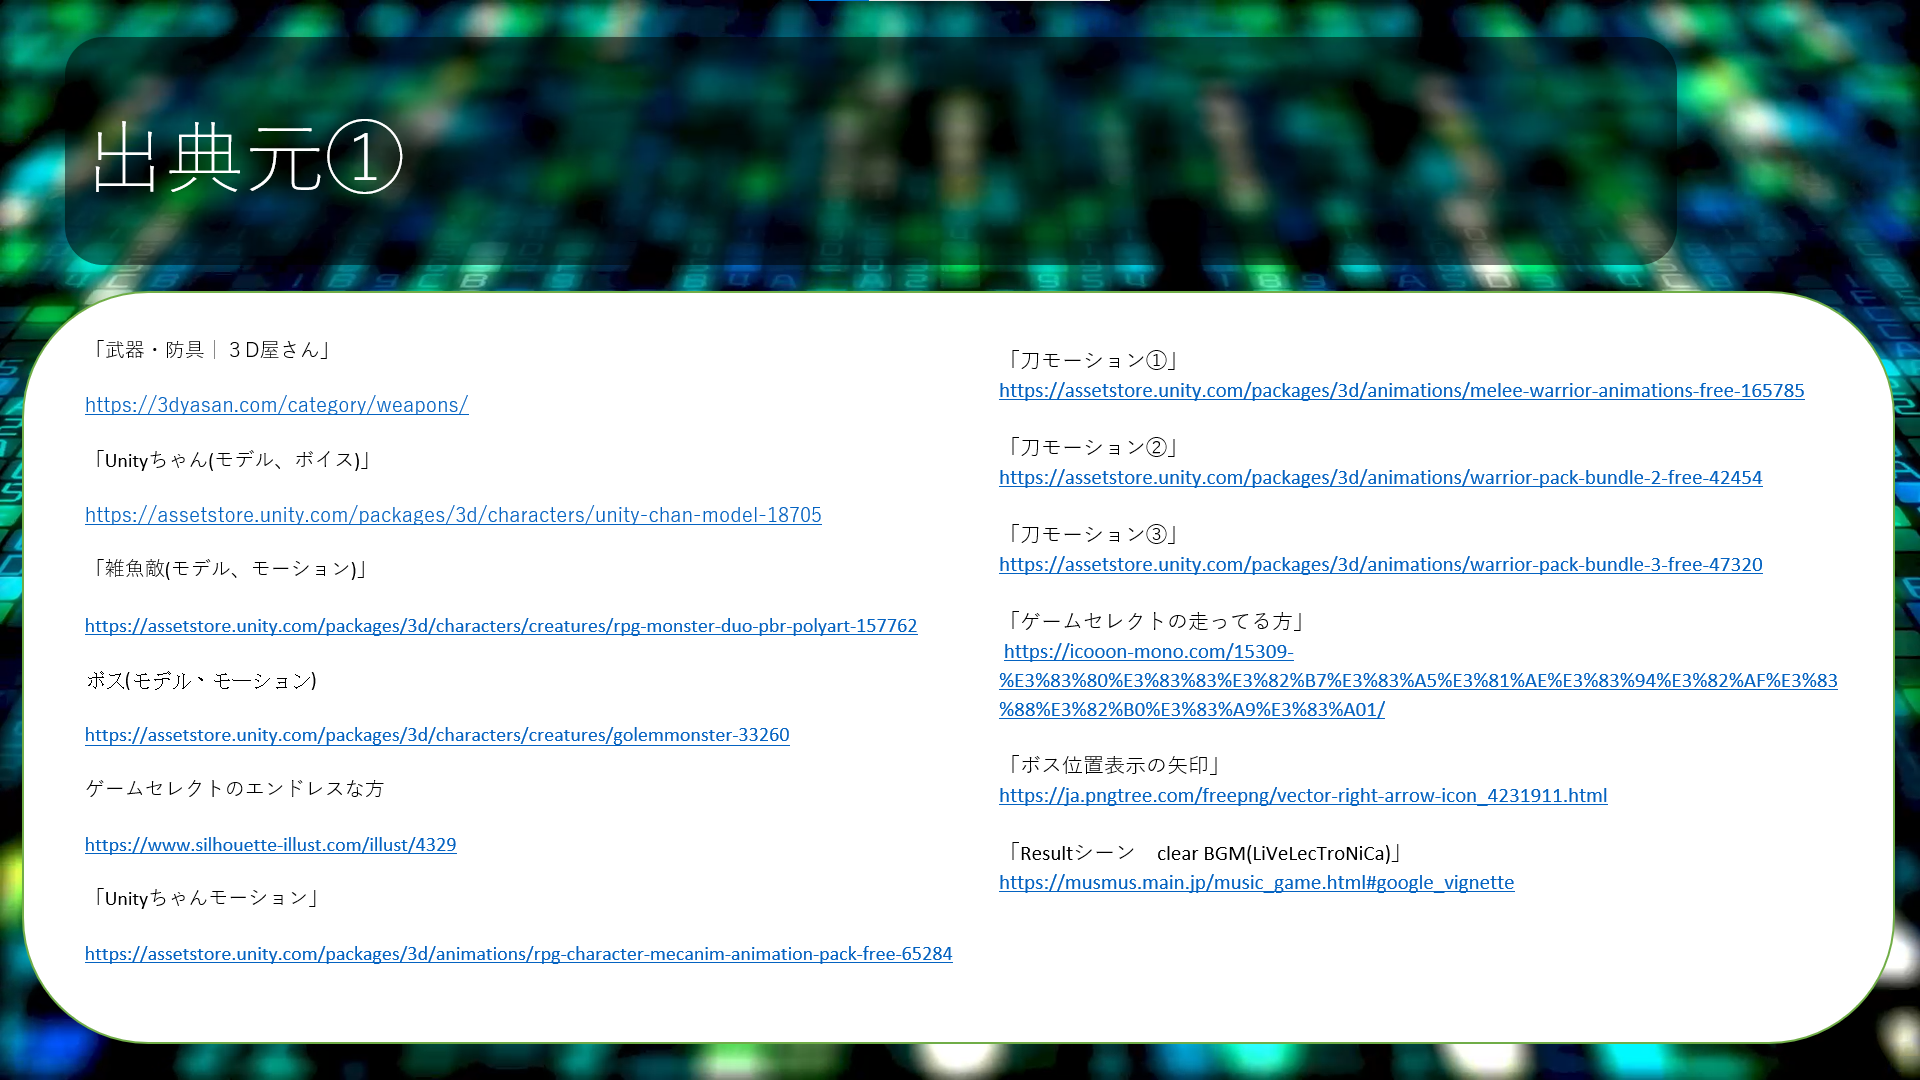 出典元①
「武器・防具｜３D屋さん」
https://3dyasan.com/category/weapons/
「Unityちゃん(モデル、ボイス)」
https://assetstore.unity.com/packages/3d/characters/unity-chan-model-18705
「雑魚敵(モデル、モーション)」
https://assetstore.unity.com/packages/3d/characters/creatures/rpg-monster-duo-pbr-polyart-157762
ボス(モデル、モーション)
https://assetstore.unity.com/packages/3d/characters/creatures/golemmonster-33260
ゲームセレクトのエンドレスな方
https://www.silhouette-illust.com/illust/4329
「Unityちゃんモーション」
https://assetstore.unity.com/packages/3d/animations/rpg-character-mecanim-animation-pack-free-65284
「刀モーション①」
https://assetstore.unity.com/packages/3d/animations/melee-warrior-animations-free-165785
「刀モーション②」
https://assetstore.unity.com/packages/3d/animations/warrior-pack-bundle-2-free-42454
「刀モーション③」
https://assetstore.unity.com/packages/3d/animations/warrior-pack-bundle-3-free-47320
「ゲームセレクトの走ってる方」
https://icooon-mono.com/15309-
%E3%83%80%E3%83%83%E3%82%B7%E3%83%A5%E3%81%AE%E3%83%94%E3%82%AF%E3%83
%88%E3%82%B0%E3%83%A9%E3%83%A01/
「ボス位置表示の矢印」
https://ja.pngtree.com/freepng/vector-right-arrow-icon_4231911.html
「Resultシーン　clear BGM(LiVeLecTroNiCa)」
https://musmus.main.jp/music_game.html#google_vignette